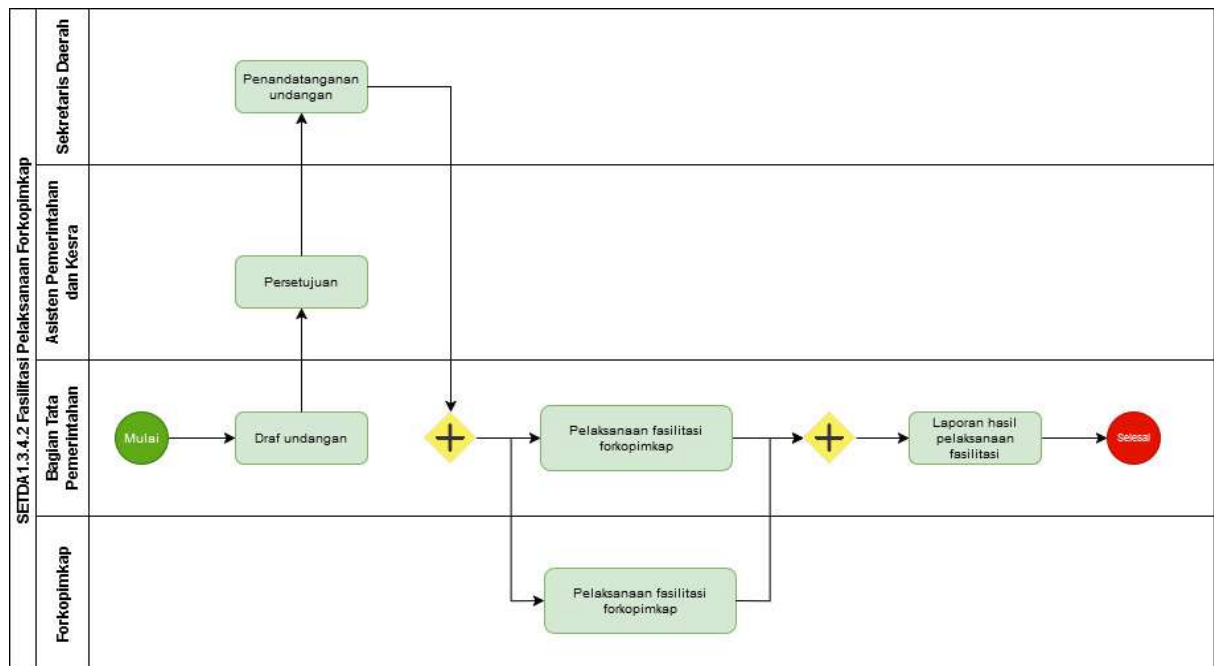 SETDA1.3.4.2 Fasilitasi Pelaksanaan Forkopimkap
Sekretaris Daerah
Penandatanganan
undangan
Asisten Pemerintahan
dan Kesra
Persetujuan
Bagian Tata
Pemerintahan
Mulai
Draf undangan
Pelaksanaan fasilitasi
forkopimkap
Laporan hasil
pelaksanaan
fasilitasi
Selesai
Forkopimkap
Pelaksanaan fasilitasi
forkopimkap